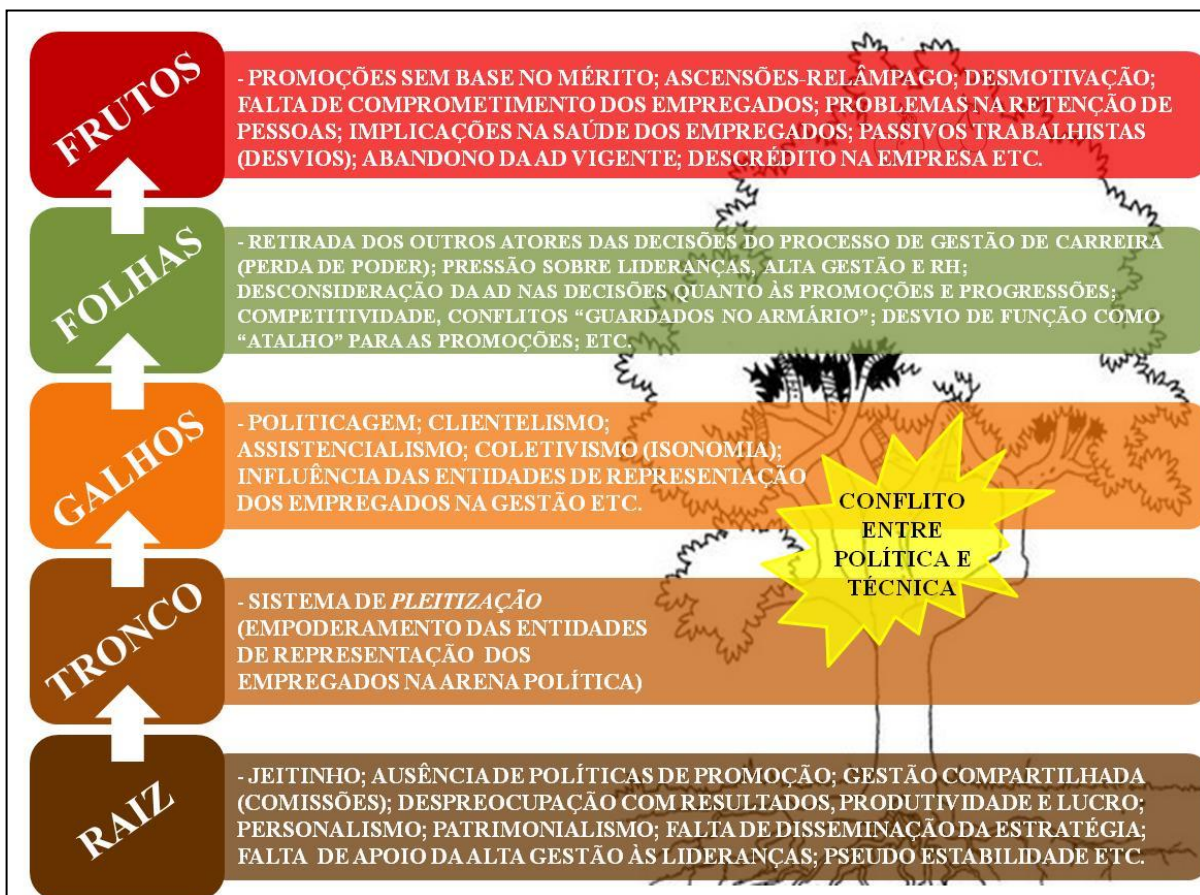 FRUTOS
- PROMOÇÕES SEM BASE NO MÉRITO; ASCENSÕES-RELÂMPAGO; DESMOTIVAÇÃO;
FALTA DE COMPROMETIMENTO DOS EMPREGADOS; PROBLEMAS NA RETENÇÃO DE
PESSOAS; IMPLICAÇÕES NA SAÚDE DOS EMPREGADOS; PASSIVOS TRABALHISTAS
(DESVIOS); ABANDONO DA AD VIGENTE; DESCRÉDITO NA EMPRESA ETC.
FOLHAS
- RETIRADA DOS OUTROS ATORES DAS DECISÕES DO PROCESSO DE GESTÃO DE CARREIRA
(PERDA DE PODER); PRESSÃO SOBRE LIDERANÇAS, ALTA GESTÃO E RH;
DESCONSIDERAÇÃO DA AD NAS DECISÕES QUANTO ÀS PROMOÇÕES E PROGRESSÕES;
COMPETITIVIDADE, CONFLITOS “GUARDADOS NO ARMÁRIO”; DESVIO DE FUNÇÃO COMO
“ATALHO” PARA AS PROMOÇÕES; ETC.
GALHOS
- POLITICAGEM; CLIENTELISMO;
ASSISTENCIALISMO; COLETIVISMO (ISONOMIA);
INFLUÊNCIA DAS ENTIDADES DE REPRESENTAÇÃO
DOS EMPREGADOS NA GESTÃO ETC.
CONFLITO
ENTRE
POLÍTICA E
TÉCNICA
TRONCO
- SISTEMA DE PLEITIZAÇÃO
(EMPODERAMENTO DAS ENTIDADES
DE REPRESENTAÇÃO DOS
EMPREGADOS NA ARENA POLÍTICA)
RAIZ
- JEITINHO; AUSÊNCIA DE POLÍTICAS DE PROMOÇÃO; GESTÃO COMPARTILHADA
(COMISSÕES); DESPREOCUPAÇÃO COM RESULTADOS, PRODUTIVIDADE E LUCRO;
PERSONALISMO; PATRIMONIALISMO; FALTA DE DISSEMINAÇÃO DA ESTRATÉGIA;
FALTA DE APOIO DA ALTA GESTÃO ÀS LIDERANÇAS; PSEUDO ESTABILIDADE ETC.